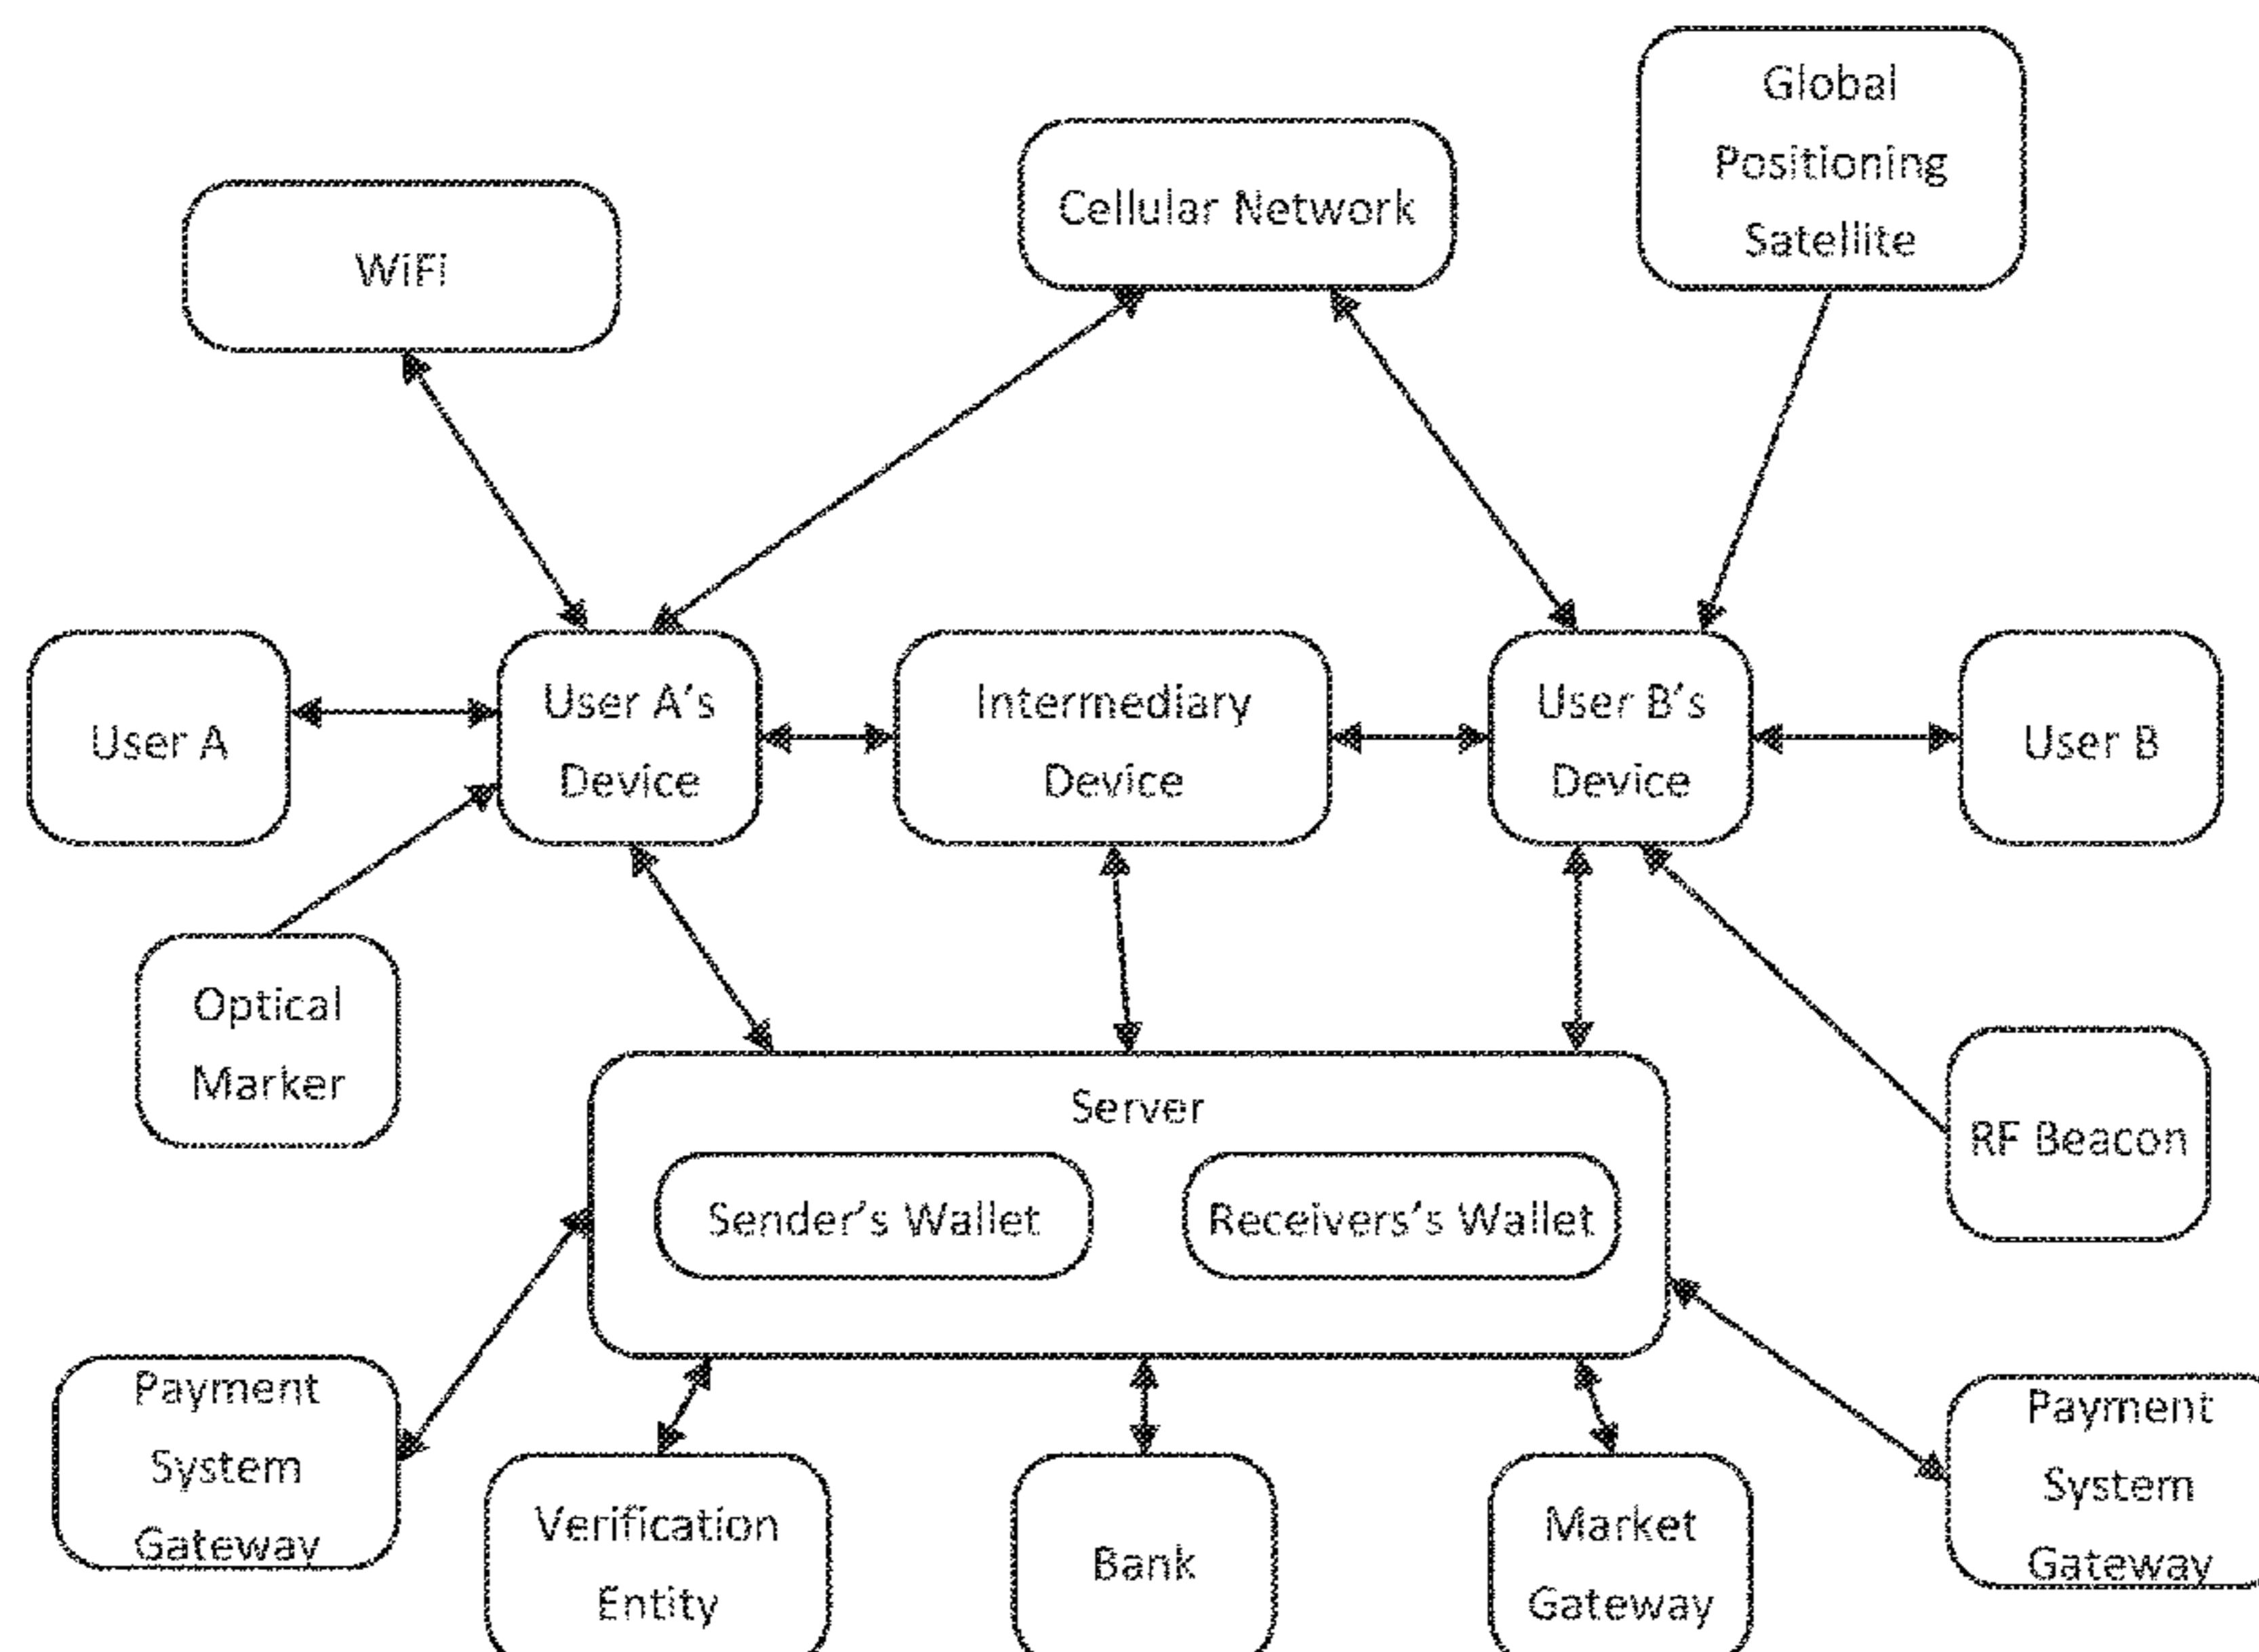 Global
Positioning
Satellite
Cellular Network
WiFi
User A
User A's
Device
Intermediary
Device
User B's
Device
User B
Optical
Marker
Server
Sender's Wallet
Receivers's Wallet
RF Beacon
Payment
System
Gateway
Verification
Entity
Bank
Market
Gateway
Payment
System
Gateway